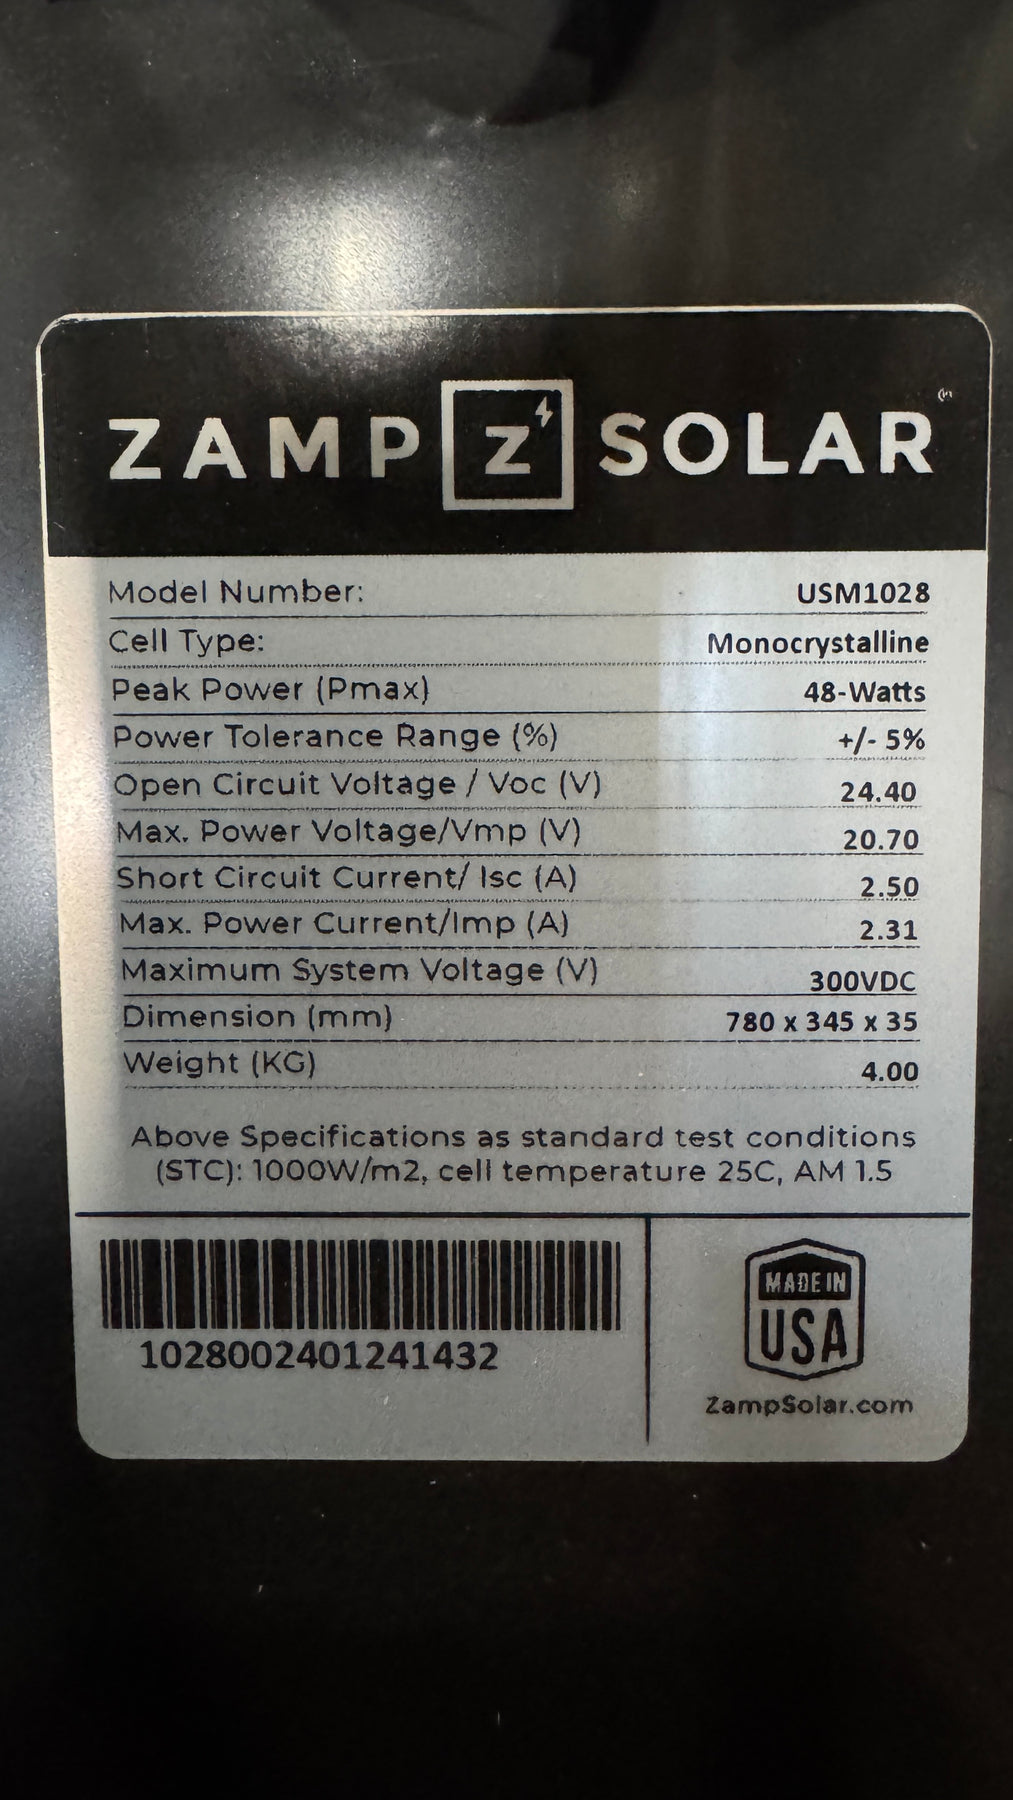 ZAMP Z SOLAR
Model Number: USM1028
Cell Type: Monocrystalline
Peak Power (Pmax) 48-Watts
Power Tolerance Range (%) +/- 5%
Open Circuit Voltage / Voc (V) 24.40
Max. Power Voltage/Vmp (V) 20.70
Short Circuit Current/ Isc (A) 2.50
Max. Power Current/Imp (A) 2.31
Maximum System Voltage (V) 300VDC
Dimension (mm) 780 x 345 x 35
Weight (KG) 4.00
Above Specifications as standard test conditions
(STC): 1000W/m2, cell temperature 25C, AM 1.5
1028002401241432
MADE IN
USA
ZampSolar.com